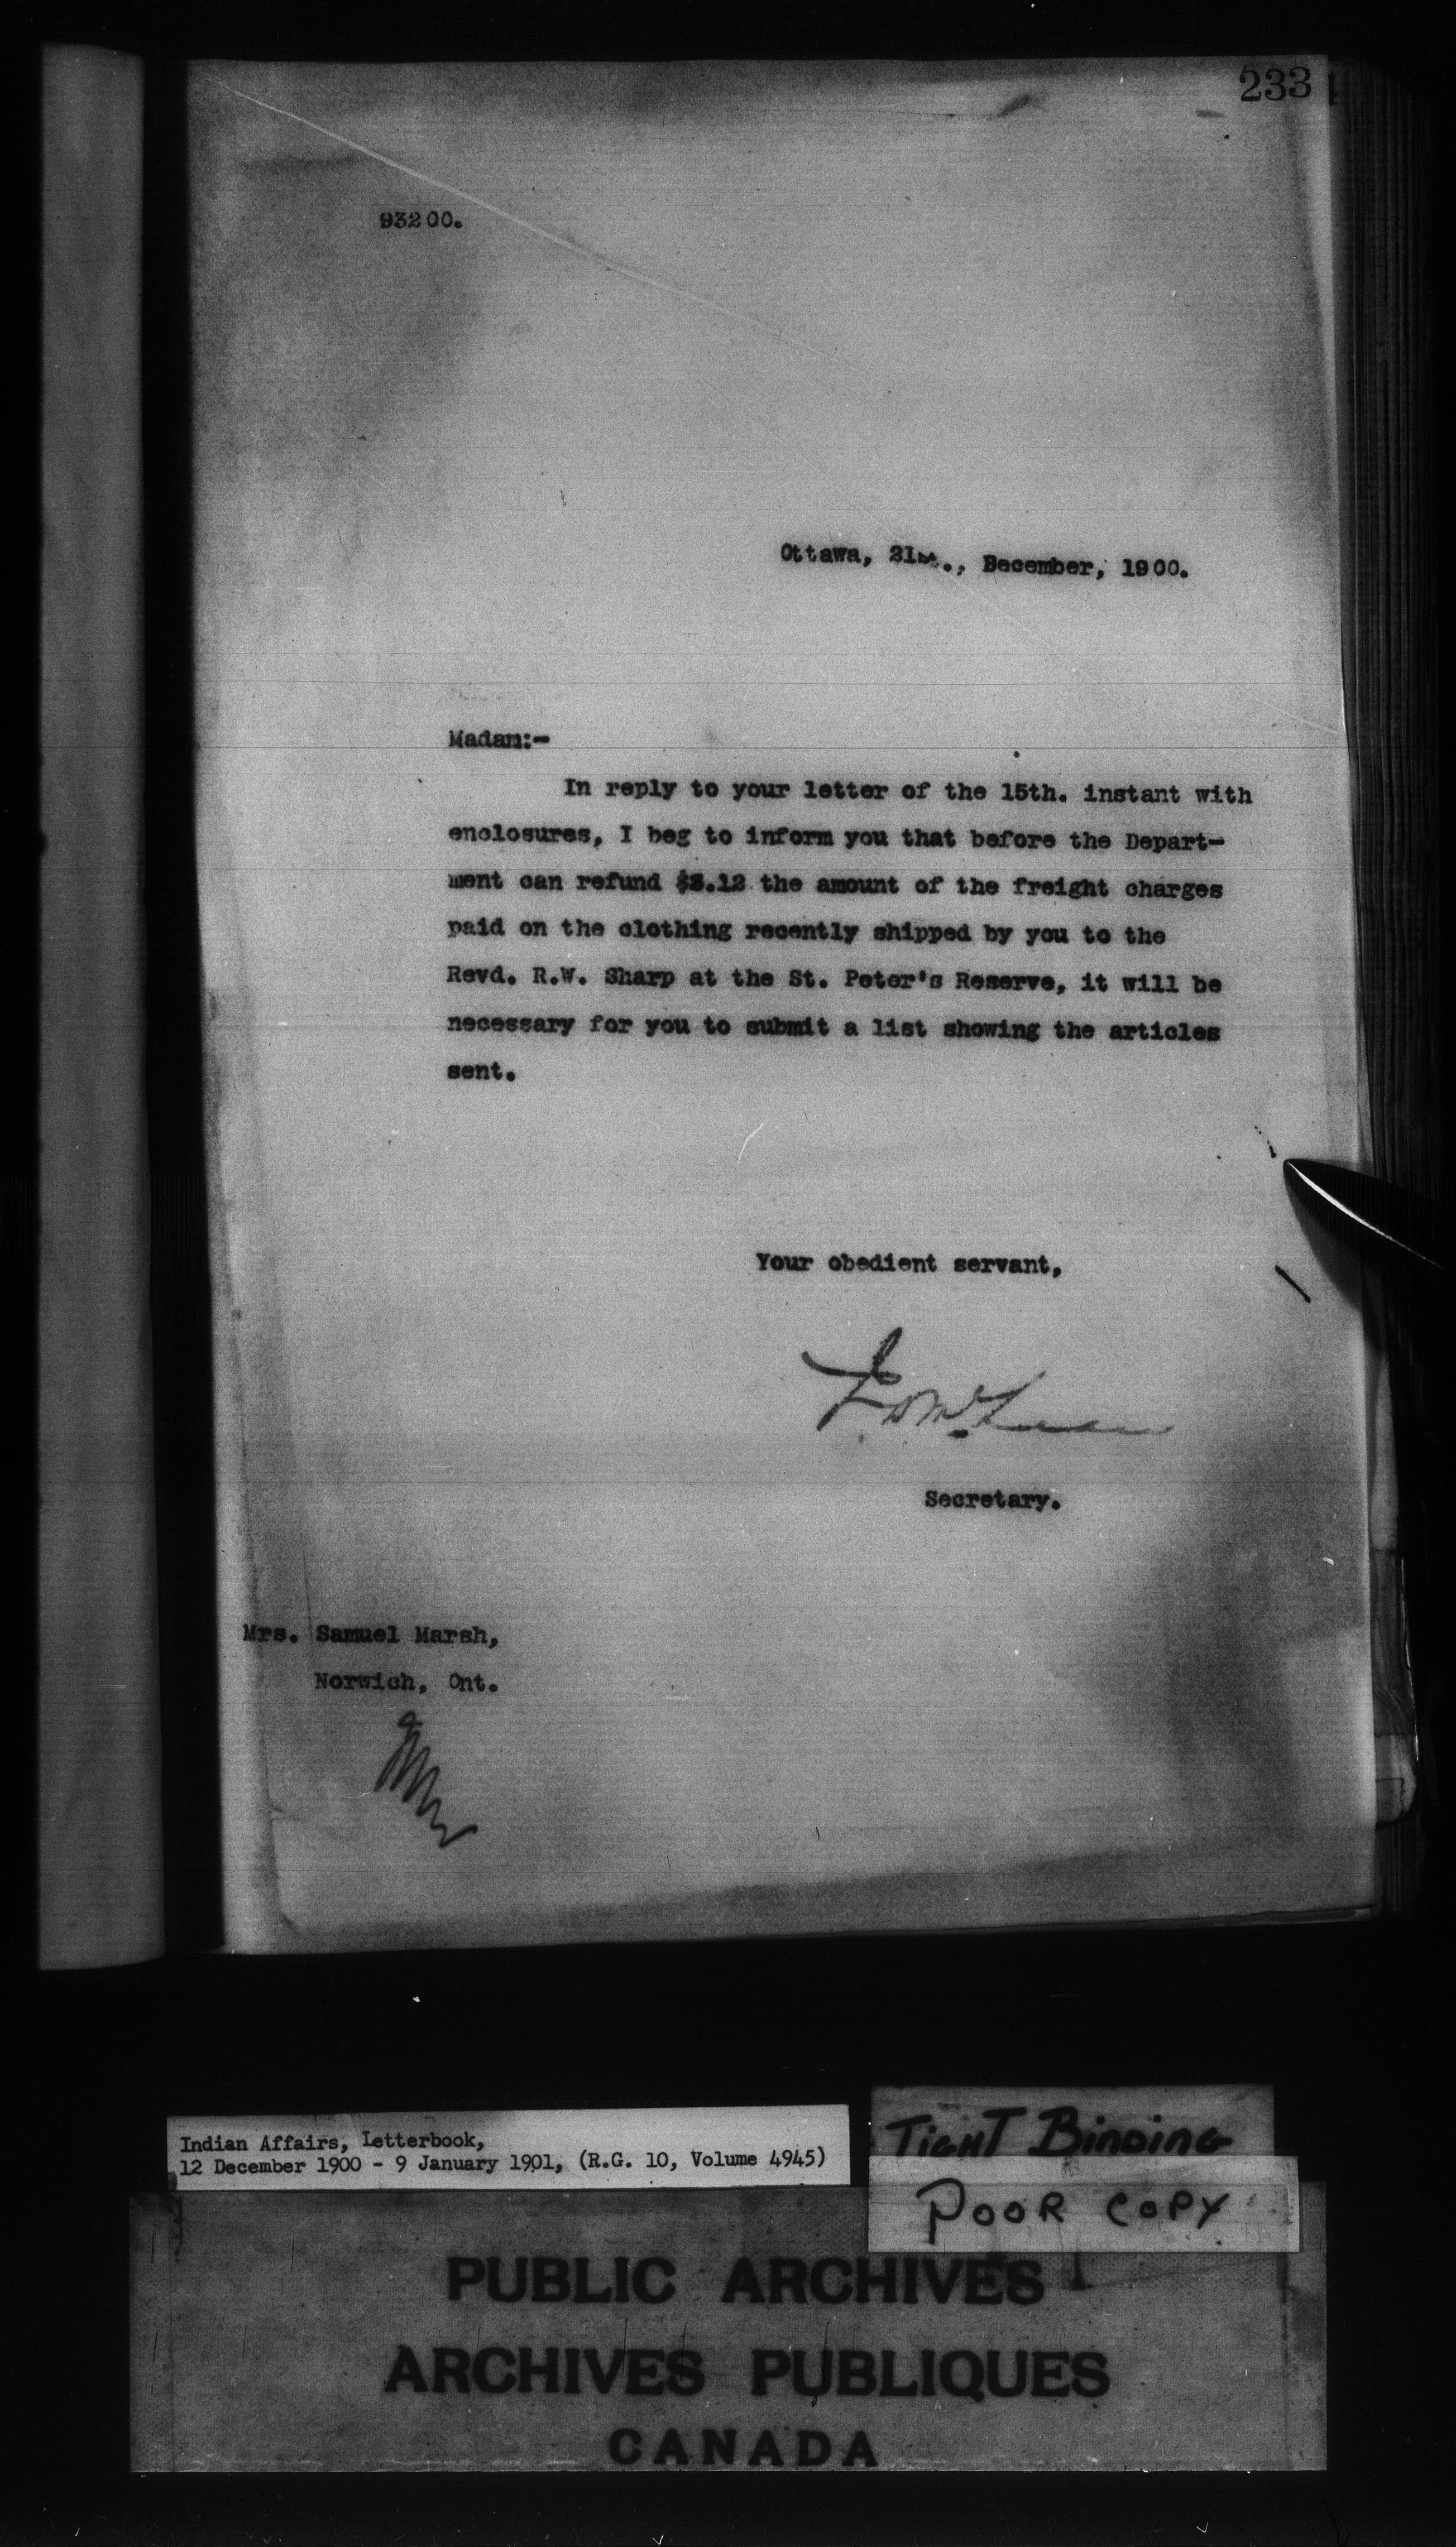 233
93200.
Ottawa, 21st., December, 1900.
Madam:-
In reply to your letter of the 15th. instant with
enclosures, I beg to inform you that before the Depart-
ment can refund $3.12 the amount of the freight charges
paid on the clothing recently shipped by you to the
Revd. R.W. Sharp at the St. Peter's Reserve, it will be
necessary for you to submit a list showing the articles
sent.
Your obedient servant,
J. D. McLean
Secretary.
Mrs. Samuel Marsh,
Norwich, Ont.
Indian Affairs, Letterbook,
12 December 1900 - 9 January 1901, (R.G. 10, Volume 4945)
TIGHT BINDING
POOR COPY
PUBLIC ARCHIVES
ARCHIVES PUBLIQUES
CANADA